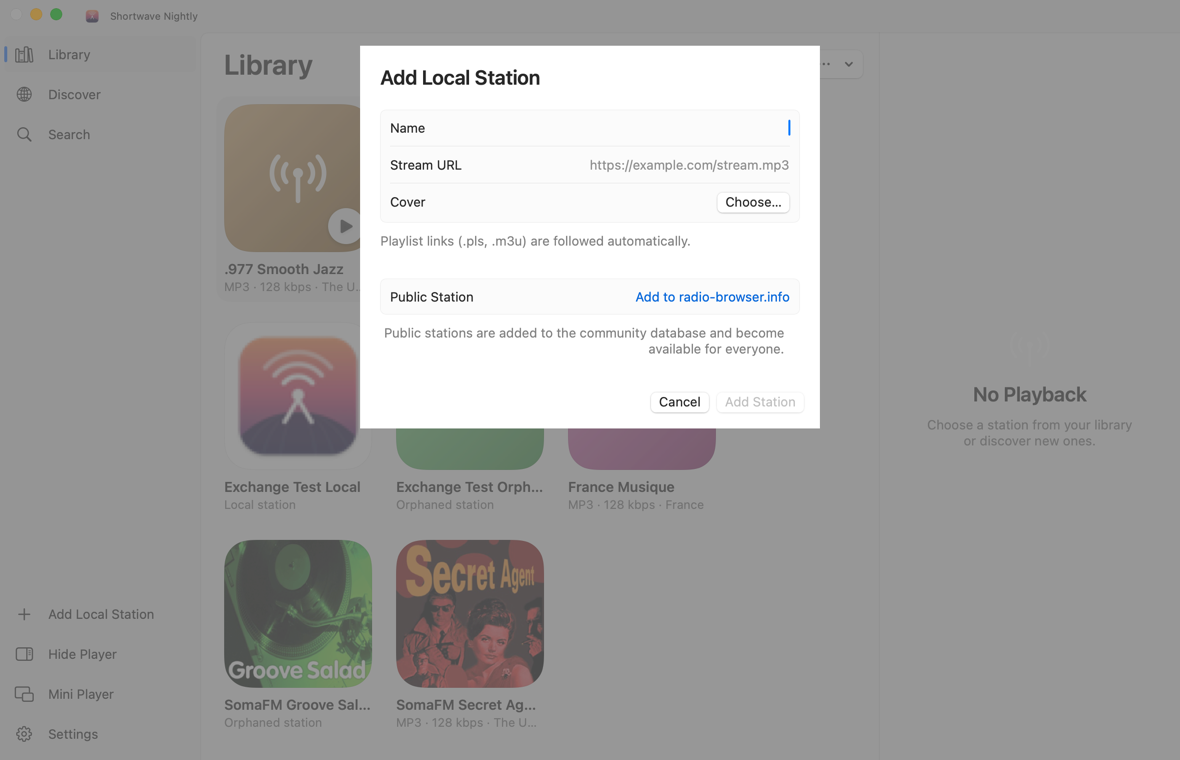 Shortwave Nightly
Library
Discover
Search
Add Local Station
Hide Player
Mini Player
Settings
Library
.977 Smooth Jazz
MP3 · 128 kbps · The U...
Exchange Test Local
Local station
Exchange Test Orph...
Orphaned station
France Musique
MP3 · 128 kbps · France
Secret Agent
Groove Salad
SomaFM Groove Sal...
Orphaned station
SomaFM Secret Ag...
MP3 · 128 kbps · The U...
Add Local Station
Name
Stream URL https://example.com/stream.mp3
Cover Choose...
Playlist links (.pls, .m3u) are followed automatically.
Public Station Add to radio-browser.info
Public stations are added to the community database and become
available for everyone.
Cancel Add Station
No Playback
Choose a station from your library
or discover new ones.